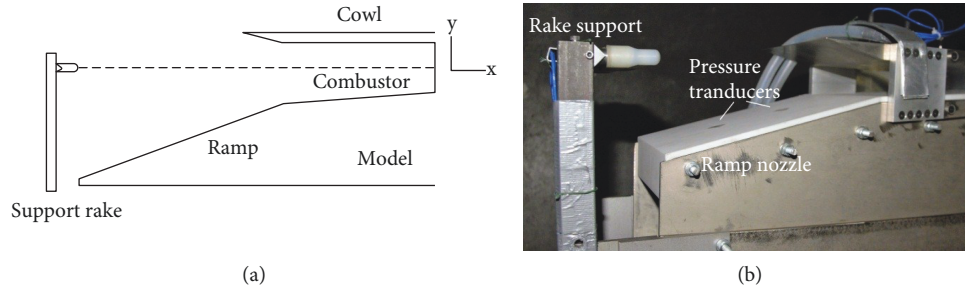 Cowl
y
x
Combustor
Ramp
Model
Support rake
(a)
Rake support
Pressure
tranducers
Ramp nozzle
(b)